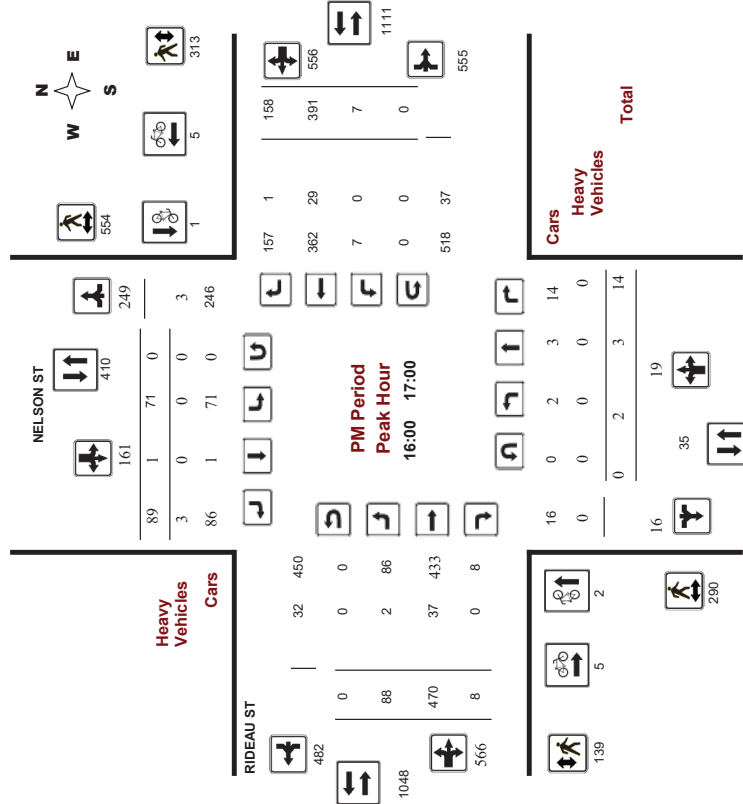 N
W E
S
554
313
1
5
NELSON ST
161
410
249
89 1 71 0
3 0 0 0 3
86 1 71 0 246
Heavy
Vehicles
Cars
RIDEAU ST
482
1048
566
32 450
0 0 0
88 2 86
470 37 433
8 0 8
PM Period
Peak Hour
16:00 17:00
157 1 158
362 29 391
7 0 7
0 0 0
518 37
556
1111
555
Cars
Heavy
Vehicles
Total
16 0 2 3 14
0 0 0 0 0
0 2 3 14
16
35
19
139
5
2
290